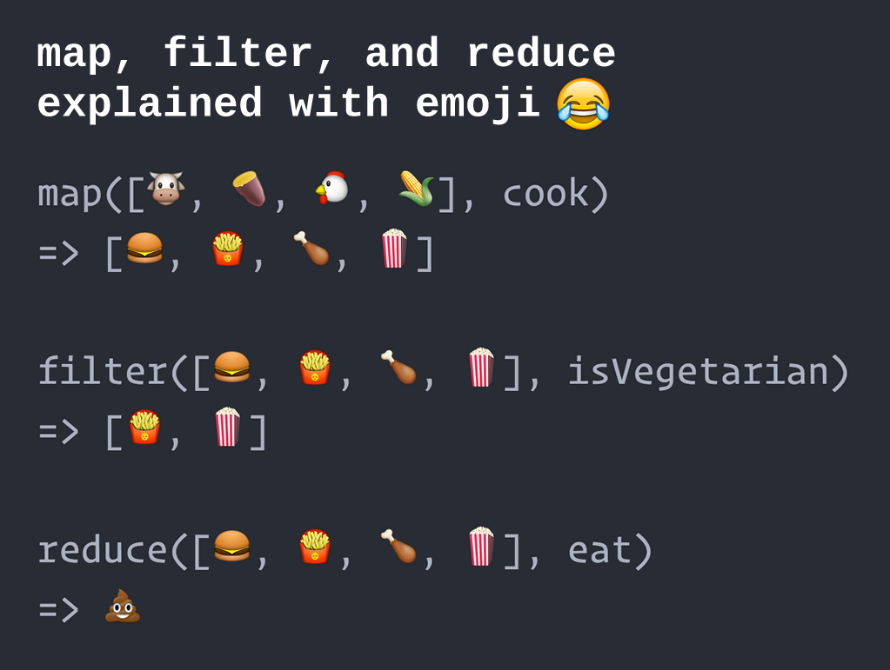 map, filter, and reduce
explained with emoji 😂
map([🐮, 🍠, 🐔, 🌽], cook)
=> [🍔, 🍟, 🍗, 🍿]
filter([🍔, 🍟, 🍗, 🍿], isVegetarian)
=> [🍟, 🍿]
reduce([🍔, 🍟, 🍗, 🍿], eat)
=> 💩